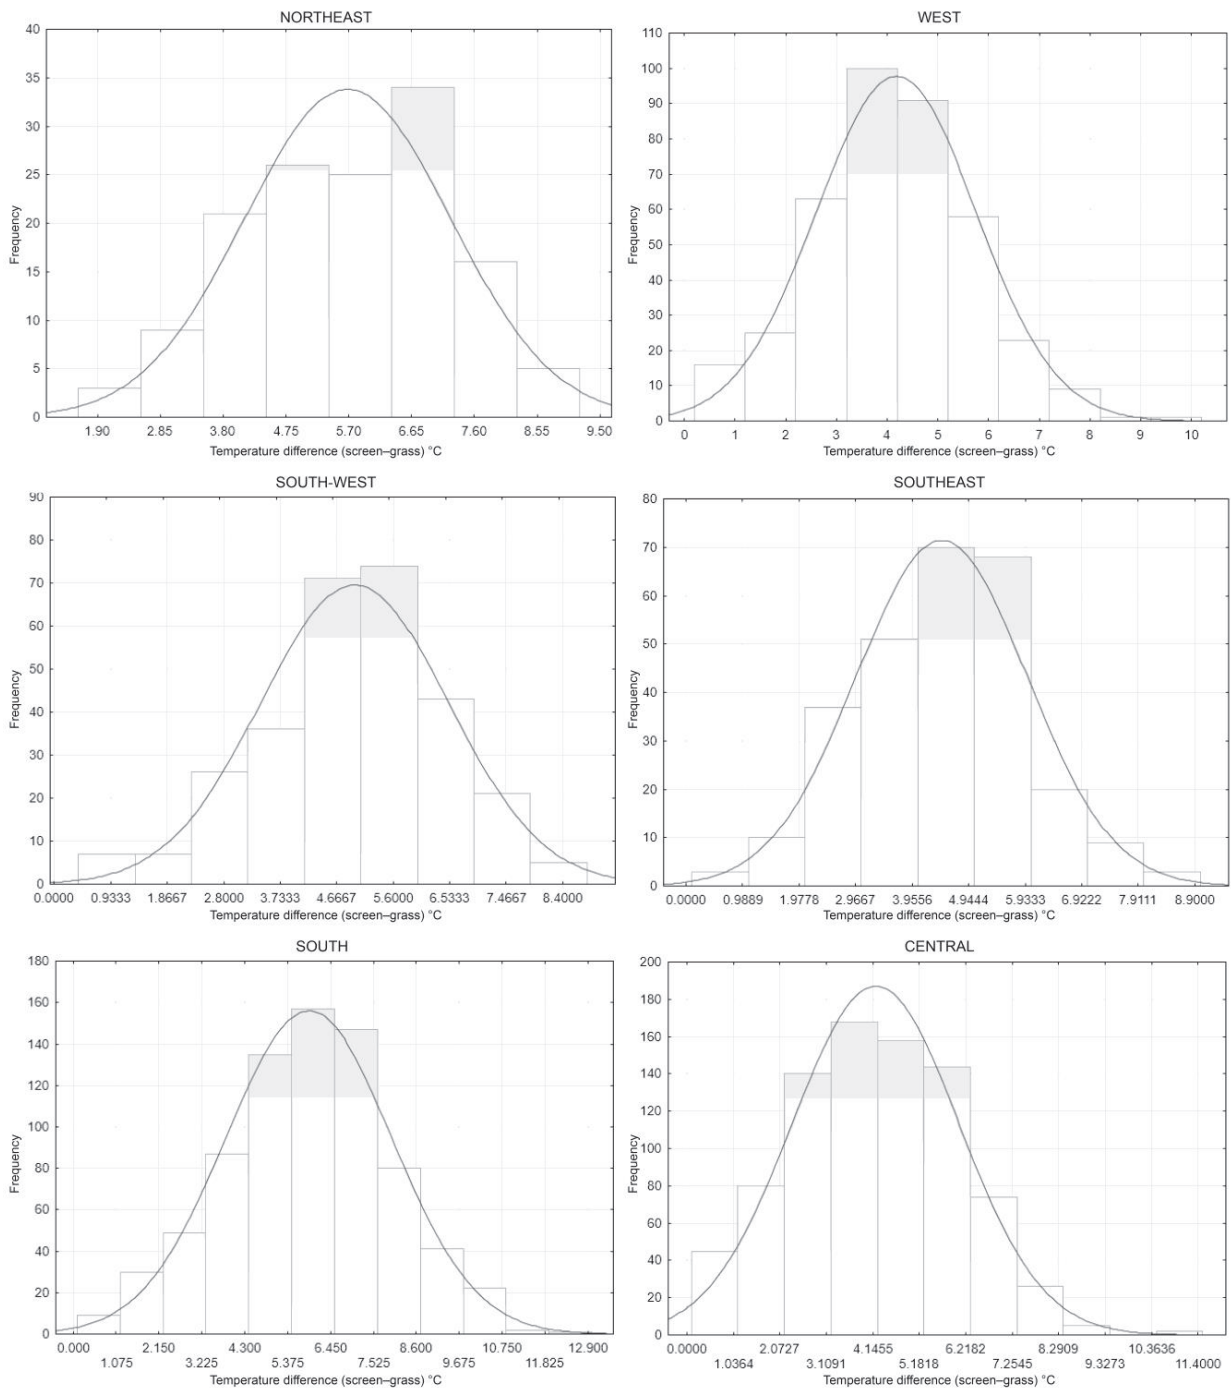 NORTHEAST
40
35
30
25
20
15
10
5
0
Frequency
1.90 2.85 3.80 4.75 5.70 6.65 7.60 8.55 9.50
Temperature difference (screen–grass) °C
WEST
110
100
90
80
70
60
50
40
30
20
10
0
Frequency
0 1 2 3 4 5 6 7 8 9 10
Temperature difference (screen–grass) °C
SOUTH-WEST
90
80
70
60
50
40
30
20
10
0
Frequency
0.0000 0.9333 1.8667 2.8000 3.7333 4.6667 5.6000 6.5333 7.4667 8.4000
Temperature difference (screen–grass) °C
SOUTHEAST
80
70
60
50
40
30
20
10
0
Frequency
0.0000 0.9889 1.9778 2.9667 3.9556 4.9444 5.9333 6.9222 7.9111 8.9000
Temperature difference (screen–grass) °C
SOUTH
180
160
140
120
100
80
60
40
20
0
Frequency
0.000 2.150 4.300 6.450 8.600 10.750 12.900
1.075 3.225 5.375 7.525 9.675 11.825
Temperature difference (screen–grass) °C
CENTRAL
200
180
160
140
120
100
80
60
40
20
0
Frequency
0.0000 2.0727 4.1455 6.2182 8.2909 10.3636
1.0364 3.1091 5.1818 7.2545 9.3273 11.4000
Temperature difference (screen–grass) °C